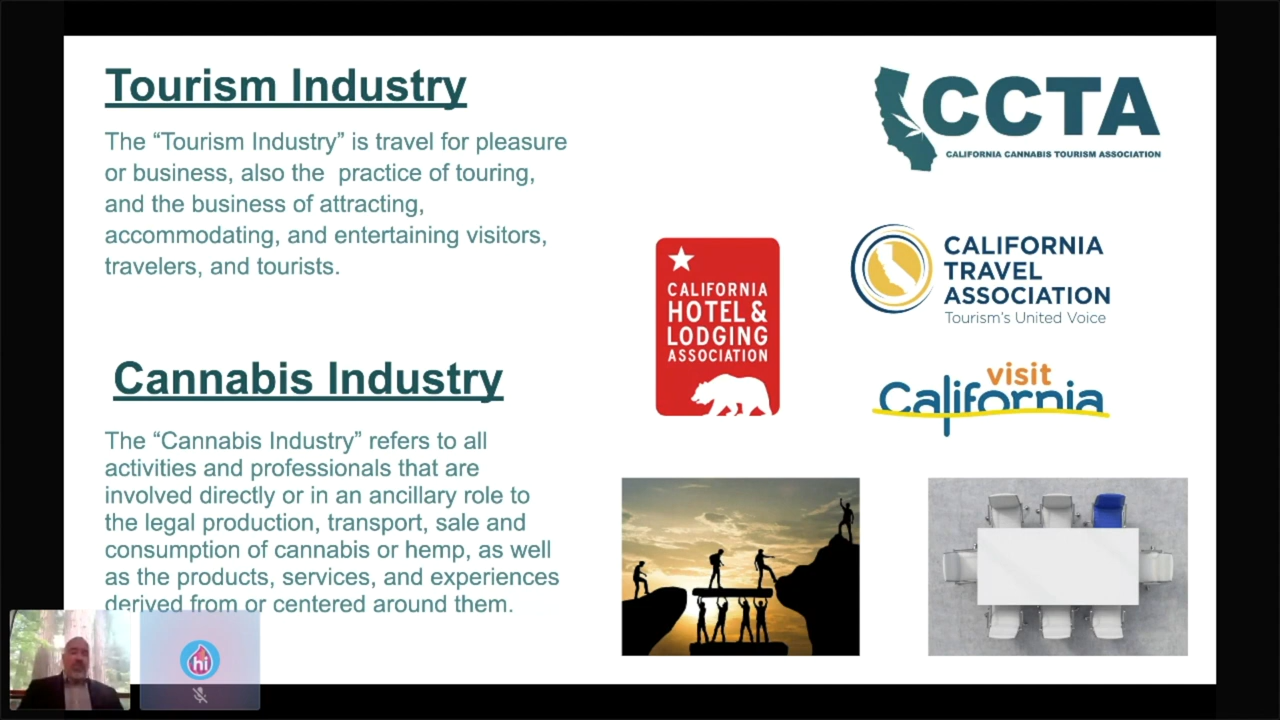 Tourism Industry
The “Tourism Industry” is travel for pleasure
or business, also the practice of touring,
and the business of attracting,
accommodating, and entertaining visitors,
travelers, and tourists.
Cannabis Industry
The “Cannabis Industry” refers to all
activities and professionals that are
involved directly or in an ancillary role to
the legal production, transport, sale and
consumption of cannabis or hemp, as well
as the products, services, and experiences
derived from or centered around them.
CCTA
CALIFORNIA CANNABIS TOURISM ASSOCIATION
CALIFORNIA
HOTEL &
LODGING
ASSOCIATION
CALIFORNIA
TRAVEL
ASSOCIATION
Tourism's United Voice
visit
California
hi